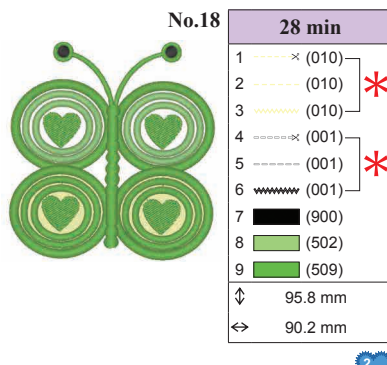 No.18
28 min
1 (010)
2 (010)
3 (010)
4 (001)
5 (001)
6 (001)
7 (900)
8 (502)
9 (509)
95.8 mm
90.2 mm
2